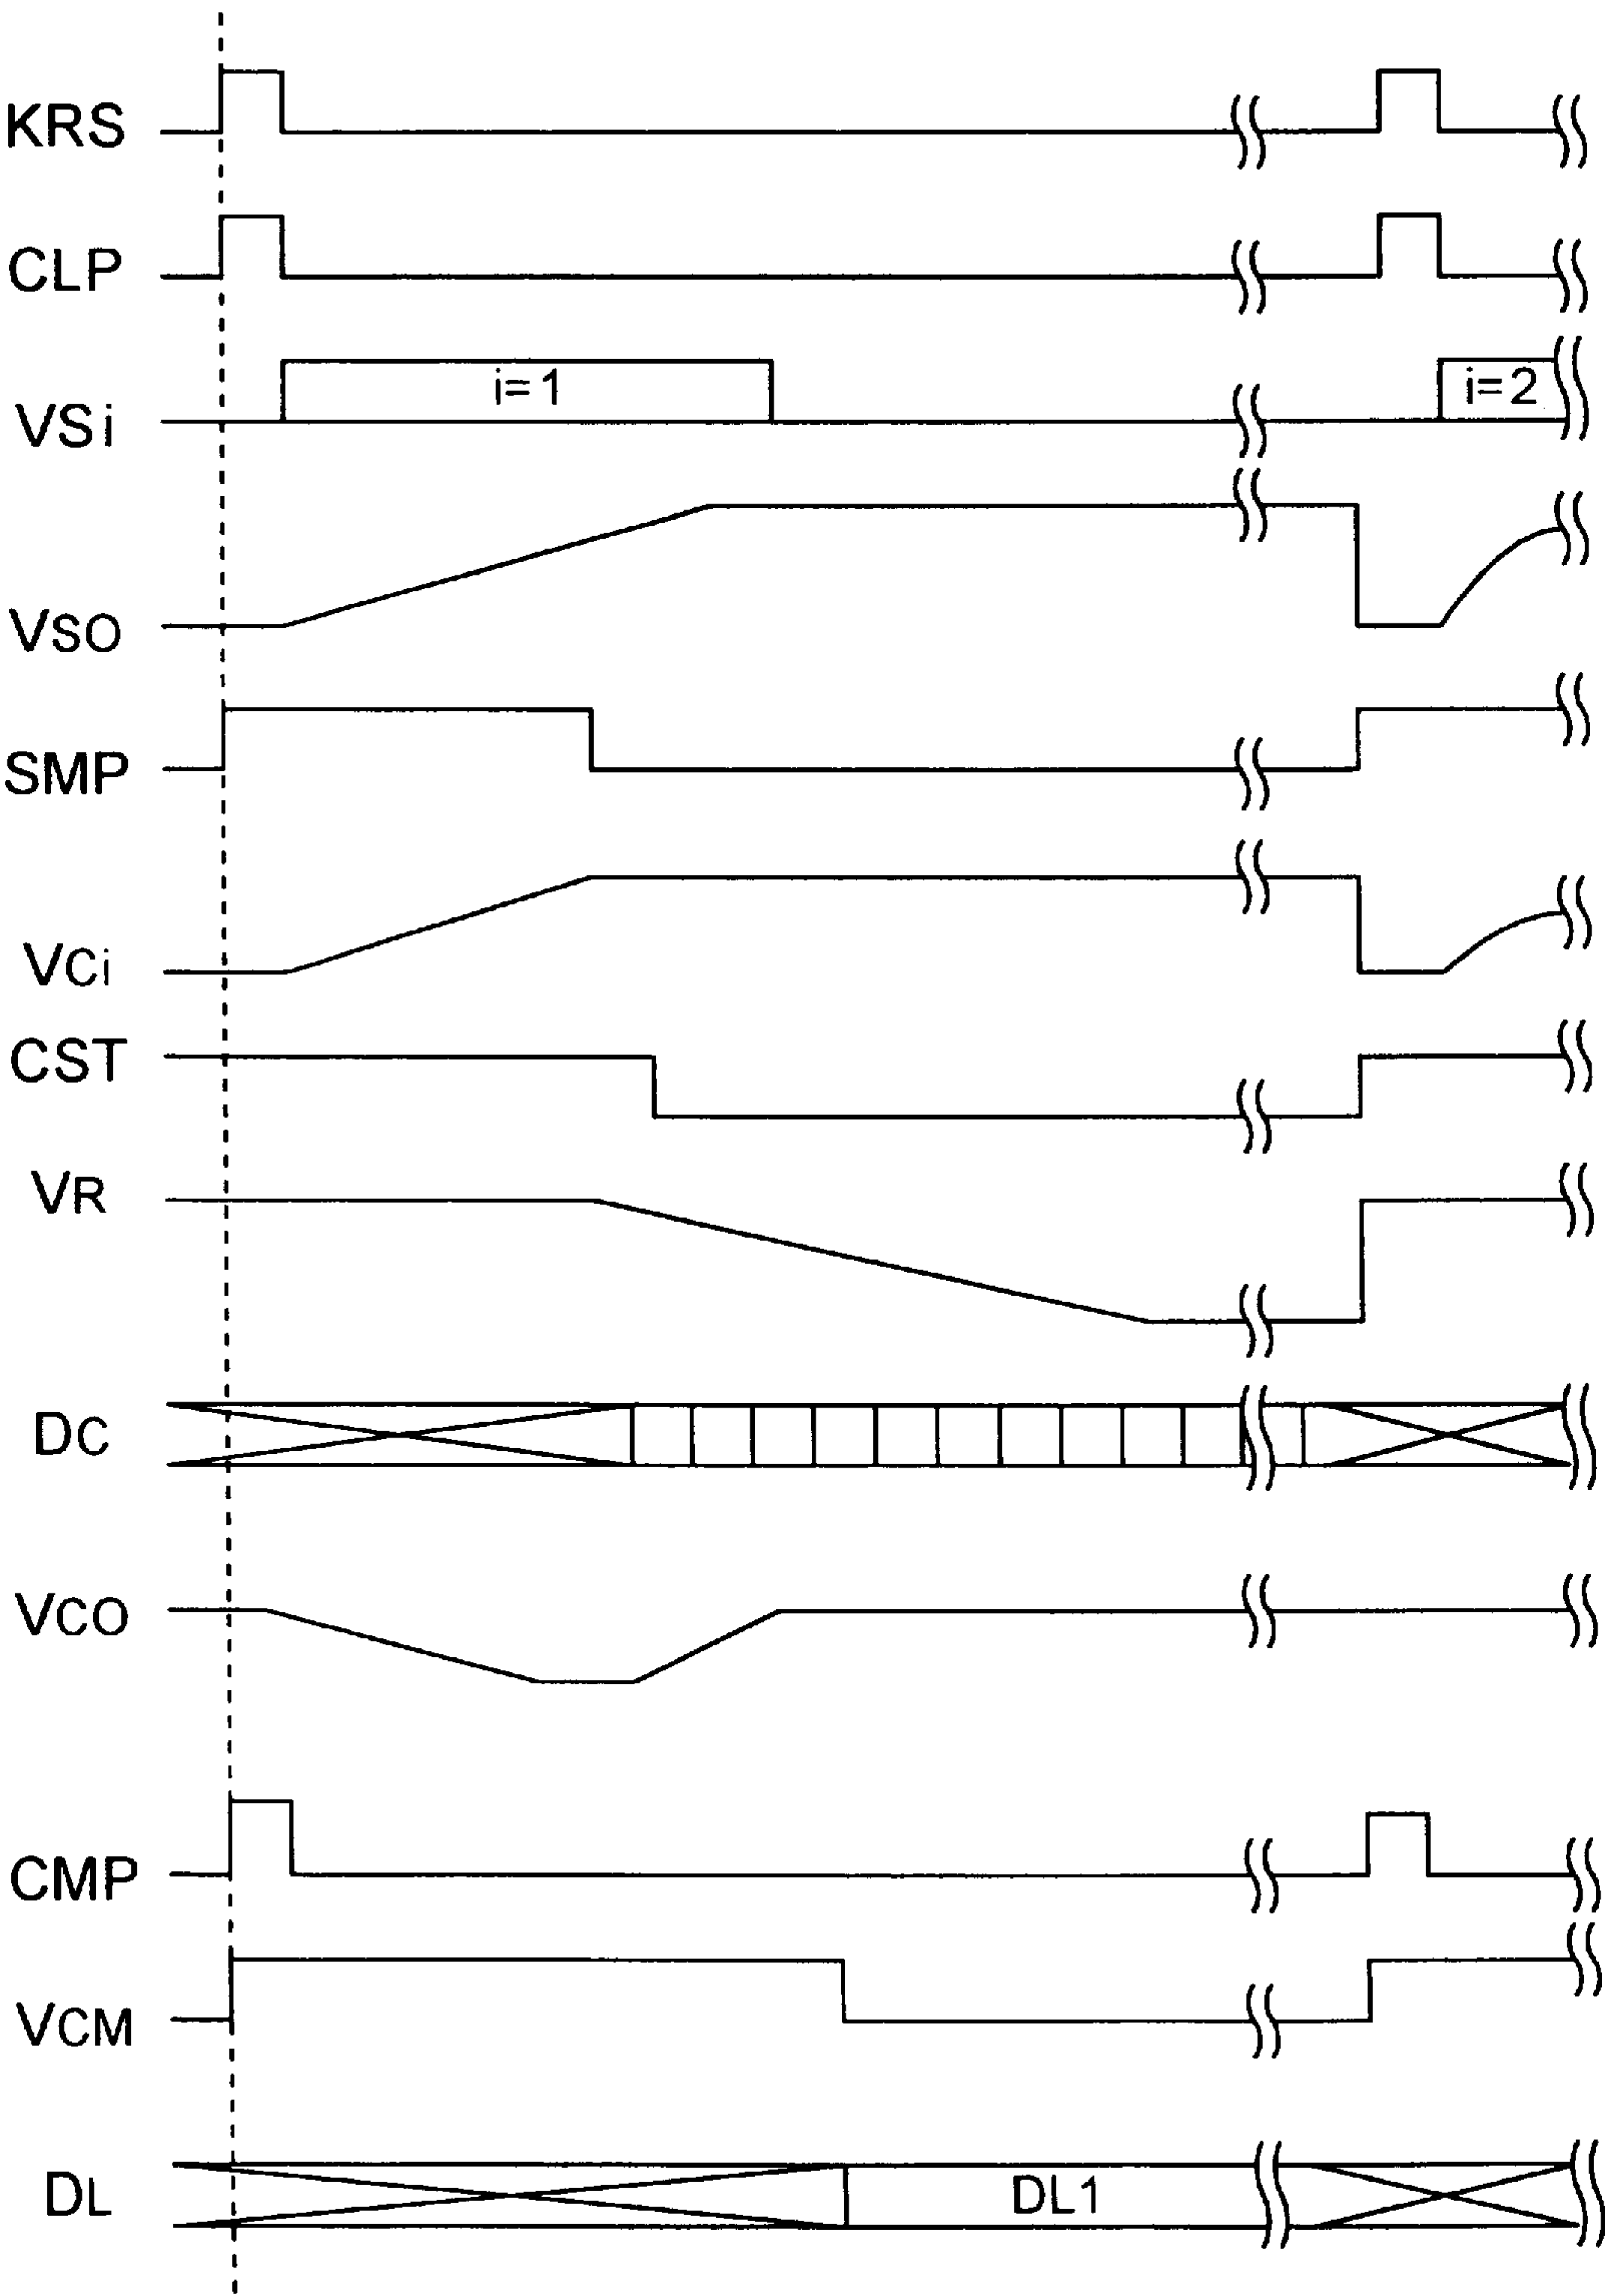 KRS
CLP
VSi
i=1
i=2
VSO
SMP
VCi
CST
VR
DC
VCO
CMP
VCM
DL
DL1